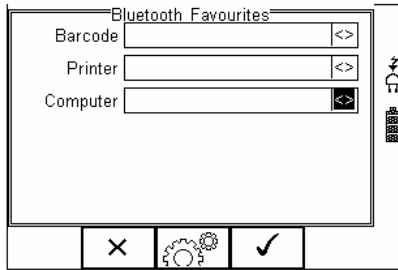 Bluetooth Favourites
Barcode <>
Printer <>
Computer <>